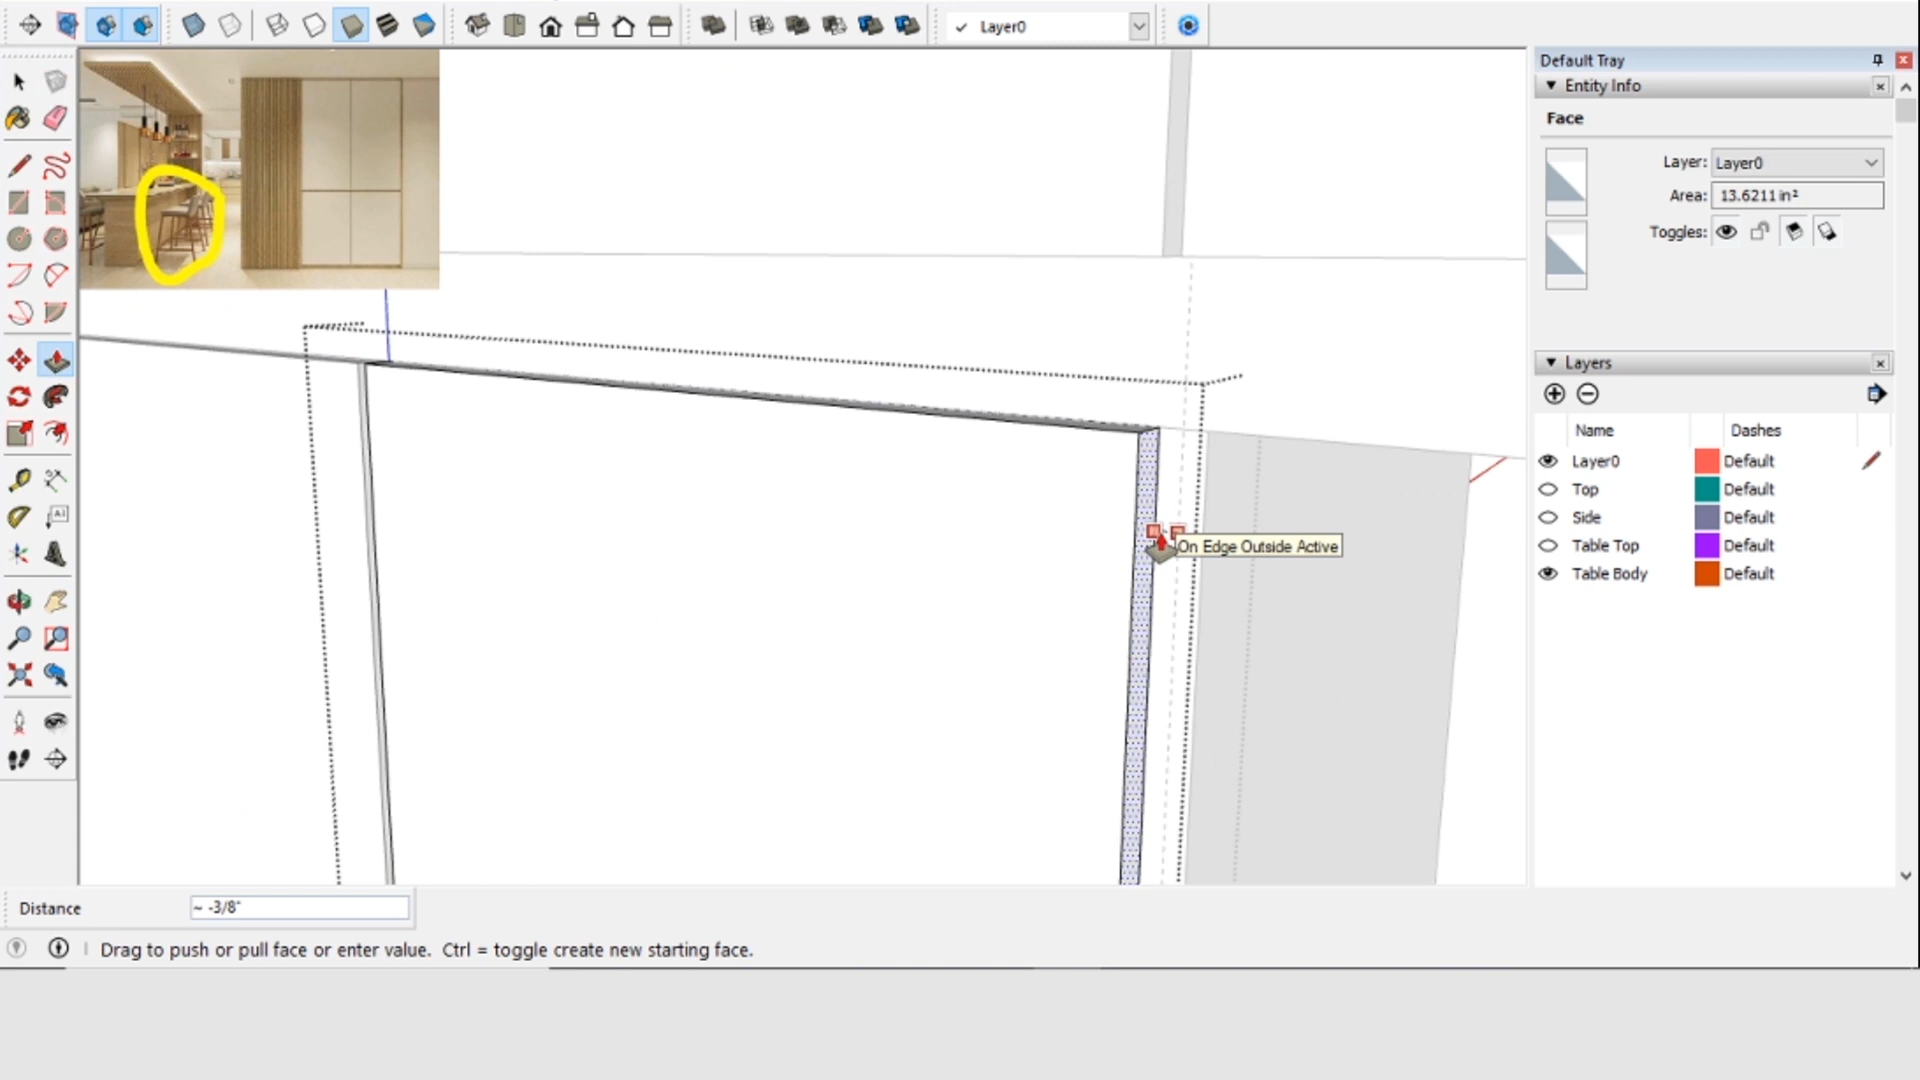 Layer0
Default Tray
Entity Info
Face
Layer: Layer0
Area: 13.6211 in²
Toggles:
Layers
Name Dashes
Layer0 Default
Top Default
Side Default
Table Top Default
Table Body Default
On Edge Outside Active
Distance ~ -3/8"
Drag to push or pull face or enter value. Ctrl = toggle create new starting face.